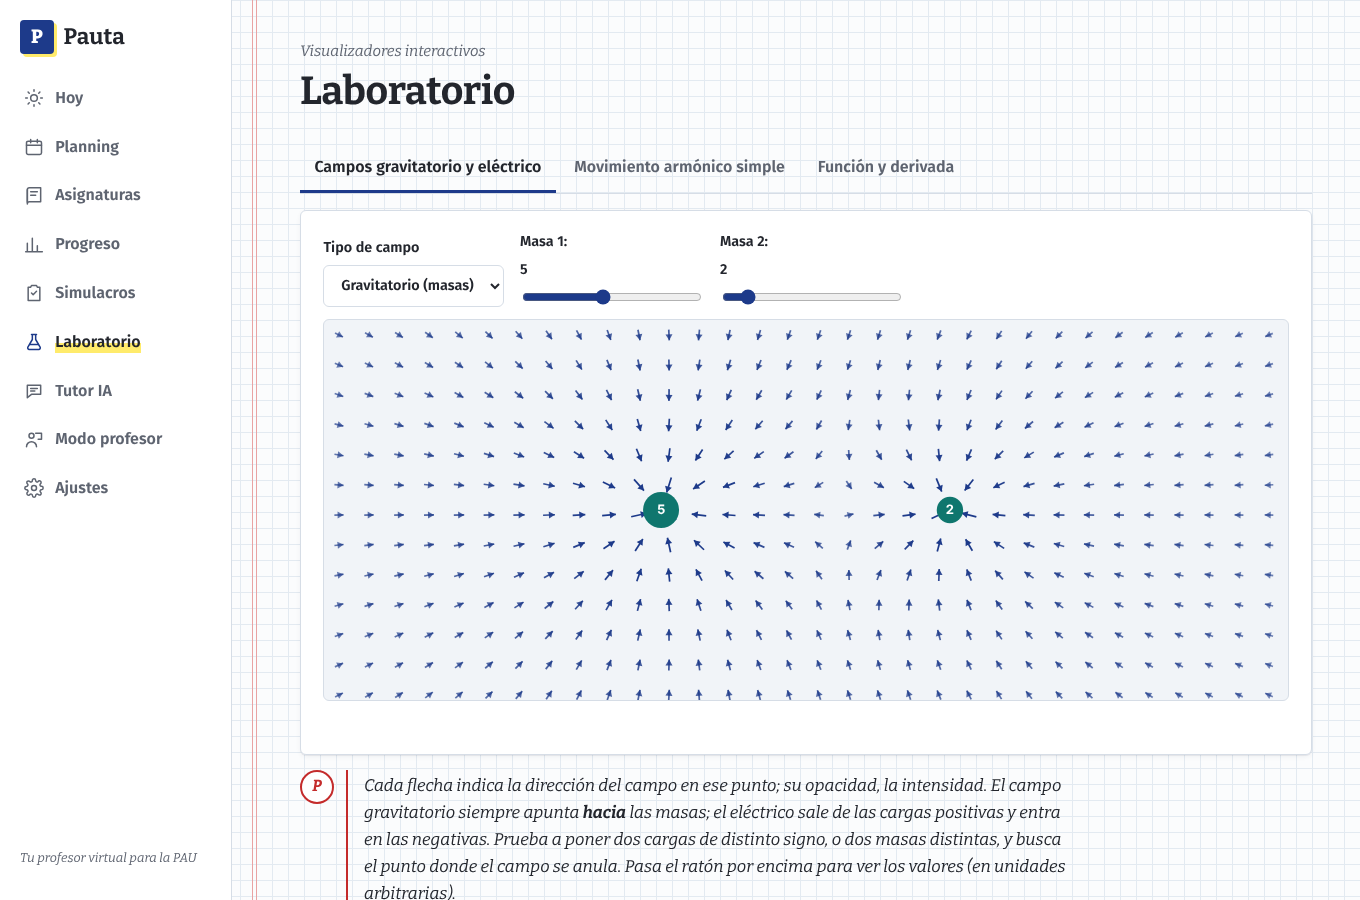 P Pauta
Hoy
Planning
Asignaturas
Progreso
Simulacros
Laboratorio
Tutor IA
Modo profesor
Ajustes
Tu profesor virtual para la PAU
Visualizadores interactivos
Laboratorio
Campos gravitatorio y eléctrico Movimiento armónico simple Función y derivada
Tipo de campo
Gravitatorio (masas)
Masa 1:
5
Masa 2:
2
5
2
P
Cada flecha indica la dirección del campo en ese punto; su opacidad, la intensidad. El campo
gravitatorio siempre apunta hacia las masas; el eléctrico sale de las cargas positivas y entra
en las negativas. Prueba a poner dos cargas de distinto signo, o dos masas distintas, y busca
el punto donde el campo se anula. Pasa el ratón por encima para ver los valores (en unidades
arbitrarias).